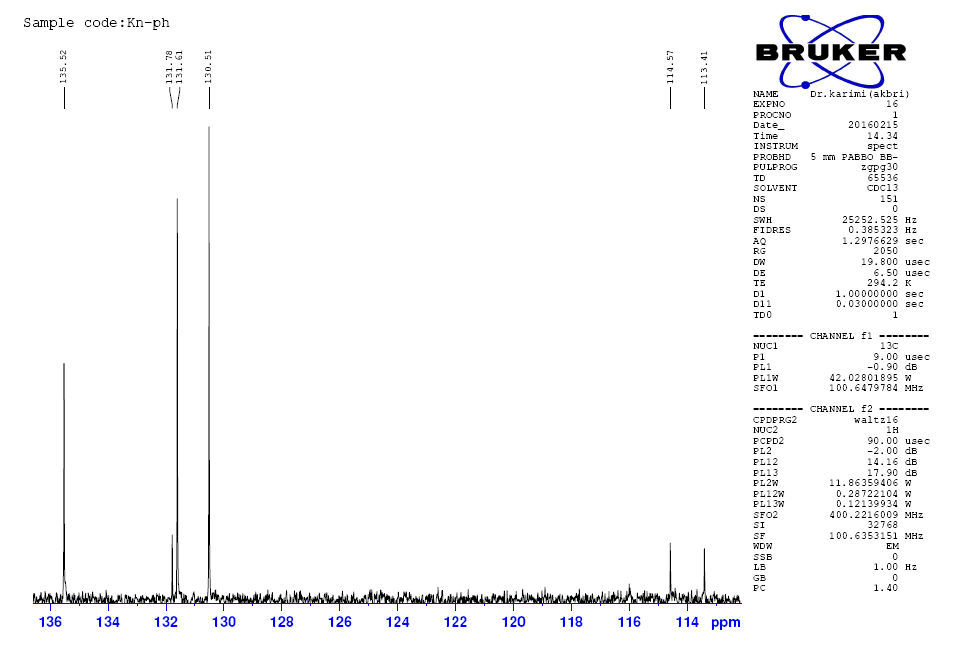 Sample code:Kn-ph
135.52
131.78
131.61
130.51
114.57
113.41
BRUKER
NAME Dr.karimi(akbri)
EXPNO 16
PROCNO 1
Date_ 20160215
Time 14.34
INSTRUM spect
PROBHD 5 mm PABBO BB-
PULPROG zgpg30
TD 65536
SOLVENT CDCl3
NS 151
DS 0
SWH 25252.525 Hz
FIDRES 0.385323 Hz
AQ 1.2976629 sec
RG 2050
DW 19.800 usec
DE 6.50 usec
TE 294.2 K
D1 1.00000000 sec
D11 0.03000000 sec
TD0 1
======== CHANNEL f1 ========
NUC1 13C
P1 9.00 usec
PL1 -0.90 dB
PL1W 42.02801895 W
SFO1 100.6479784 MHz
======== CHANNEL f2 ========
CPDPRG2 waltz16
NUC2 1H
PCPD2 90.00 usec
PL2 -2.00 dB
PL12 14.16 dB
PL13 17.90 dB
PL2W 11.86359406 W
PL12W 0.28722104 W
PL13W 0.12139934 W
SFO2 400.2216009 MHz
SI 32768
SF 100.6353151 MHz
WDW EM
SSB 0
LB 1.00 Hz
GB 0
PC 1.40
136 134 132 130 128 126 124 122 120 118 116 114 ppm